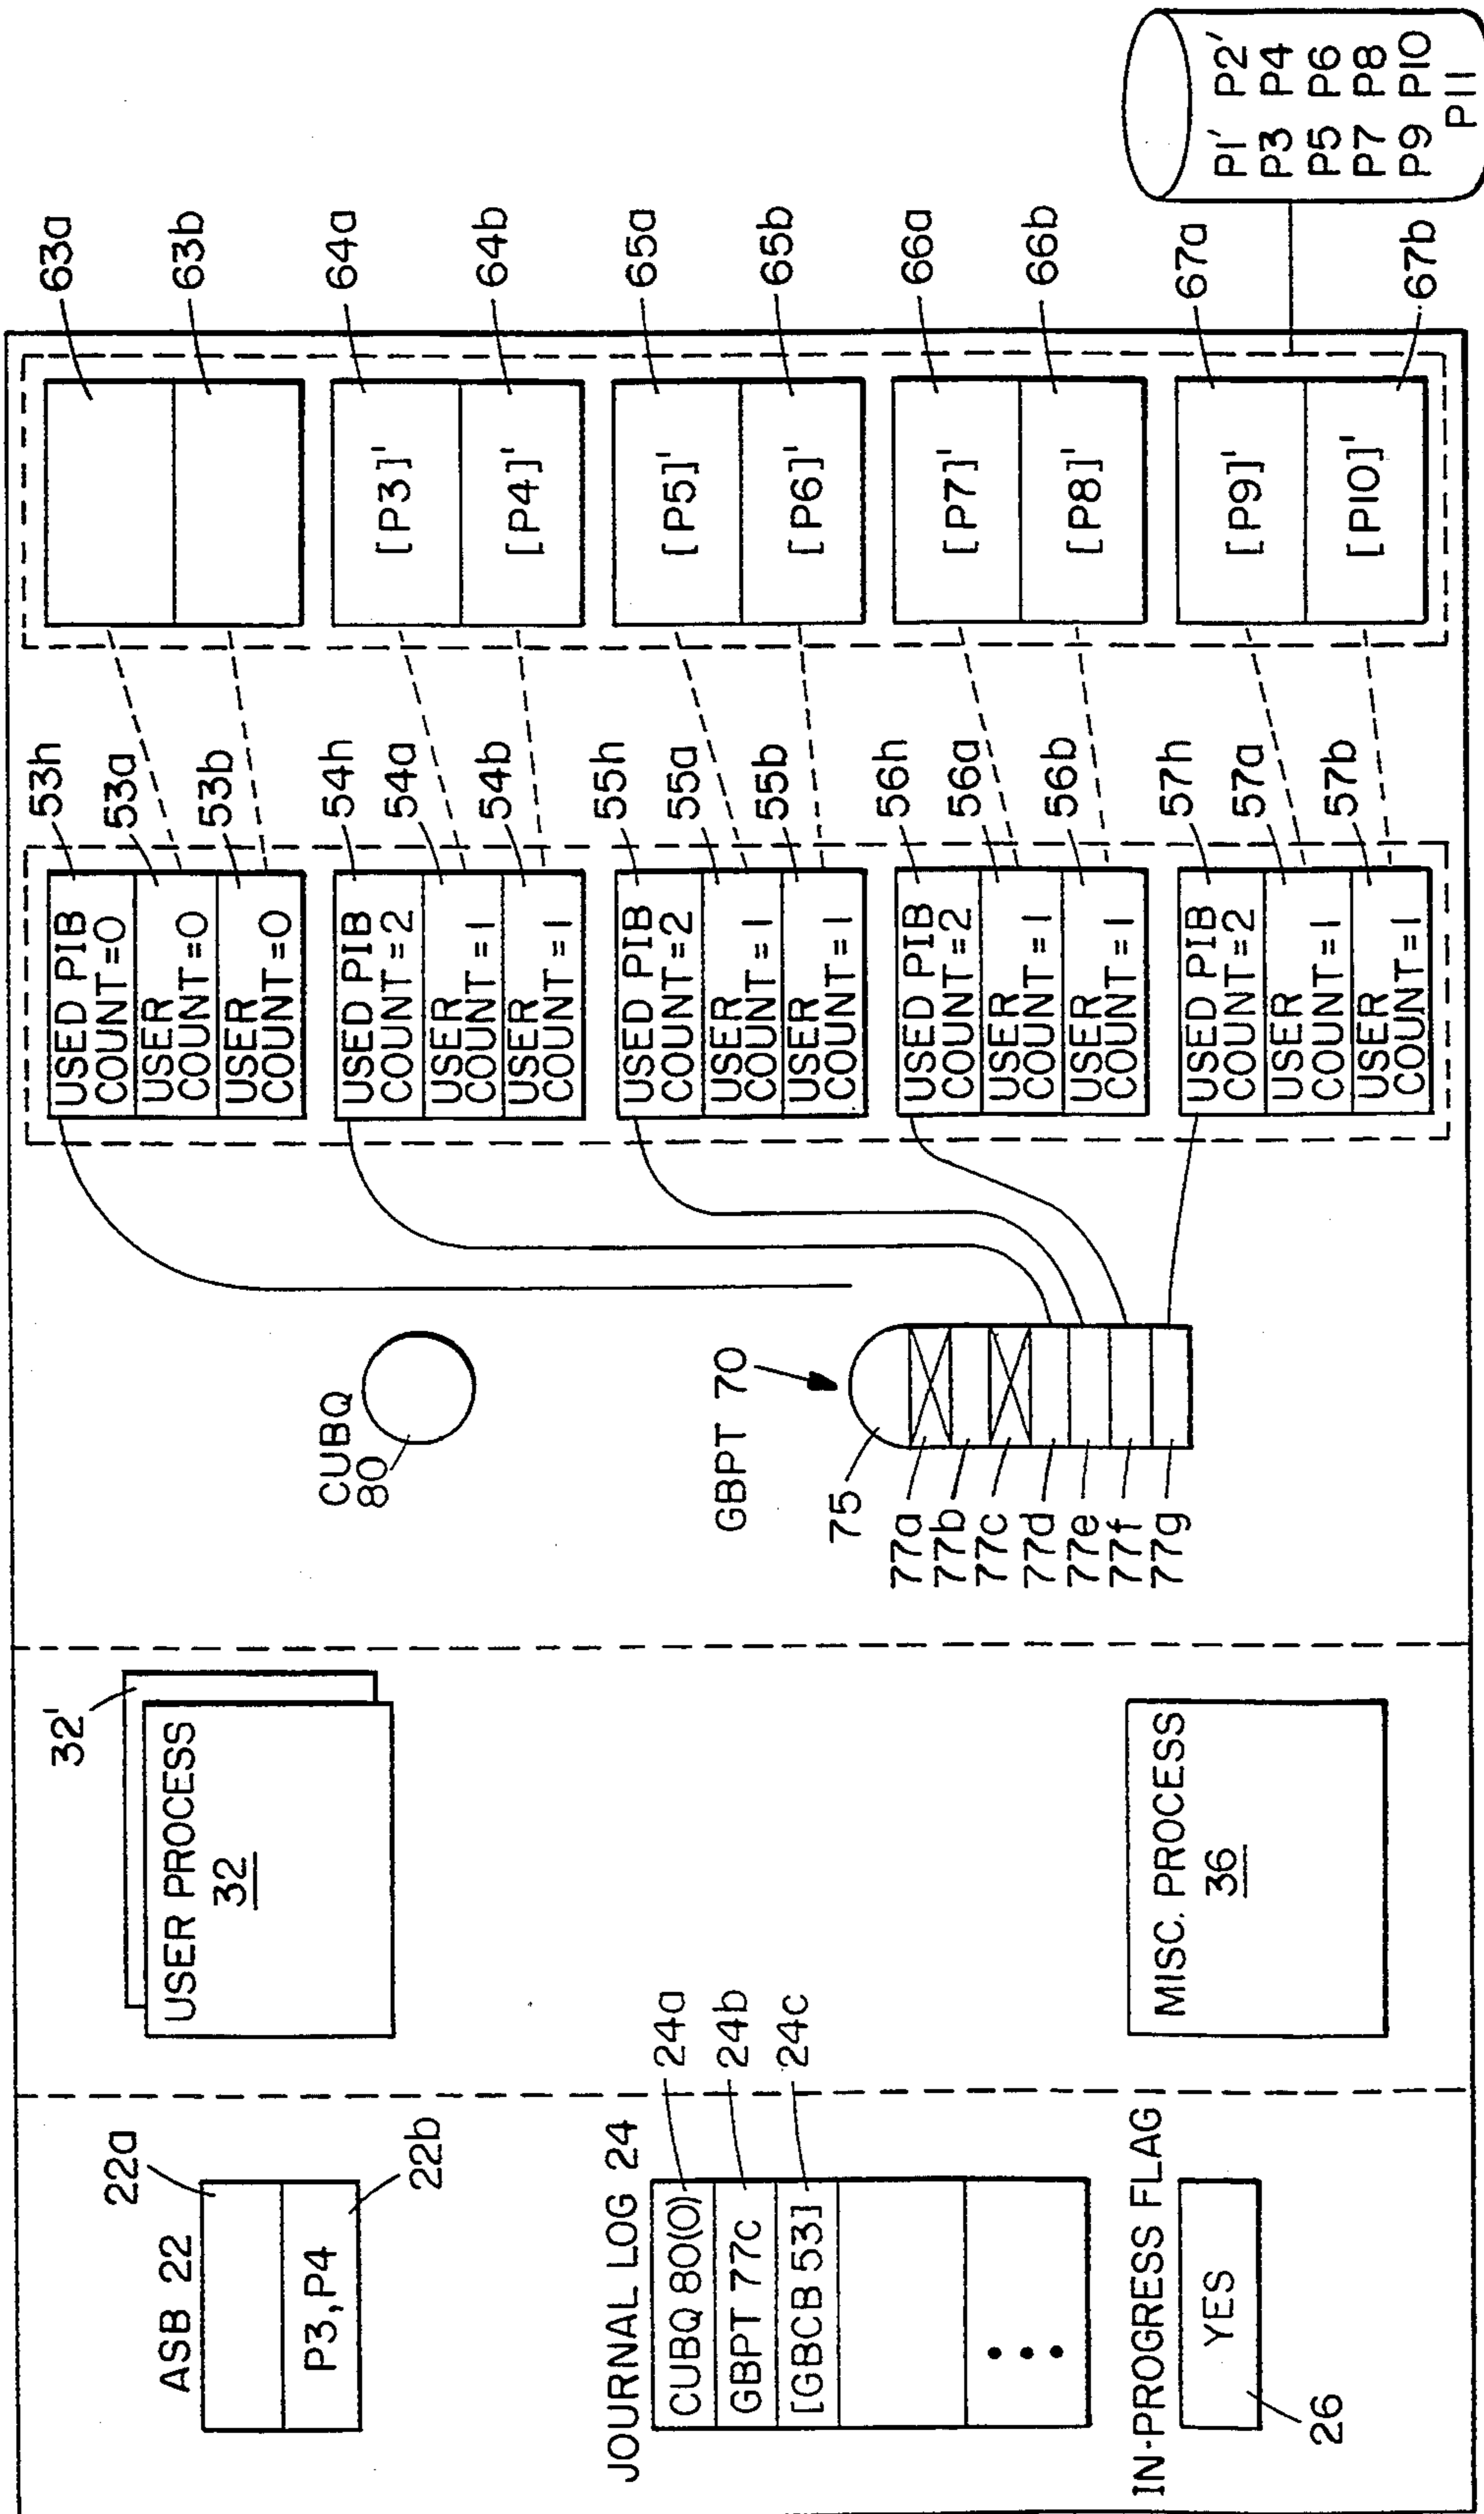 ASB 22
22a
P3, P4
22b
JOURNAL LOG 24
CUBQ 80(0)
24a
GBPT 77c
24b
[GBCB 53]
24c
IN-PROGRESS FLAG
YES
26
32'
USER PROCESS
32
MISC. PROCESS
36
CUBQ
80
GBPT 70
75
77a
77b
77c
77d
77e
77f
77g
USED PIB
COUNT=0
53h
USER
COUNT=0
53a
USER
COUNT=0
53b
USED PIB
COUNT=2
54h
USER
COUNT=1
54a
USER
COUNT=1
54b
USED PIB
COUNT=2
55h
USER
COUNT=1
55a
USER
COUNT=1
55b
USED PIB
COUNT=2
56h
USER
COUNT=1
56a
USER
COUNT=1
56b
USED PIB
COUNT=2
57h
USER
COUNT=1
57a
USER
COUNT=1
57b
63a
63b
[P3]'
64a
[P4]'
64b
[P5]'
65a
[P6]'
65b
[P7]'
66a
[P8]'
66b
[P9]'
67a
[P10]'
67b
P1' P2'
P3 P4
P5 P6
P7 P8
P9 P10
P11